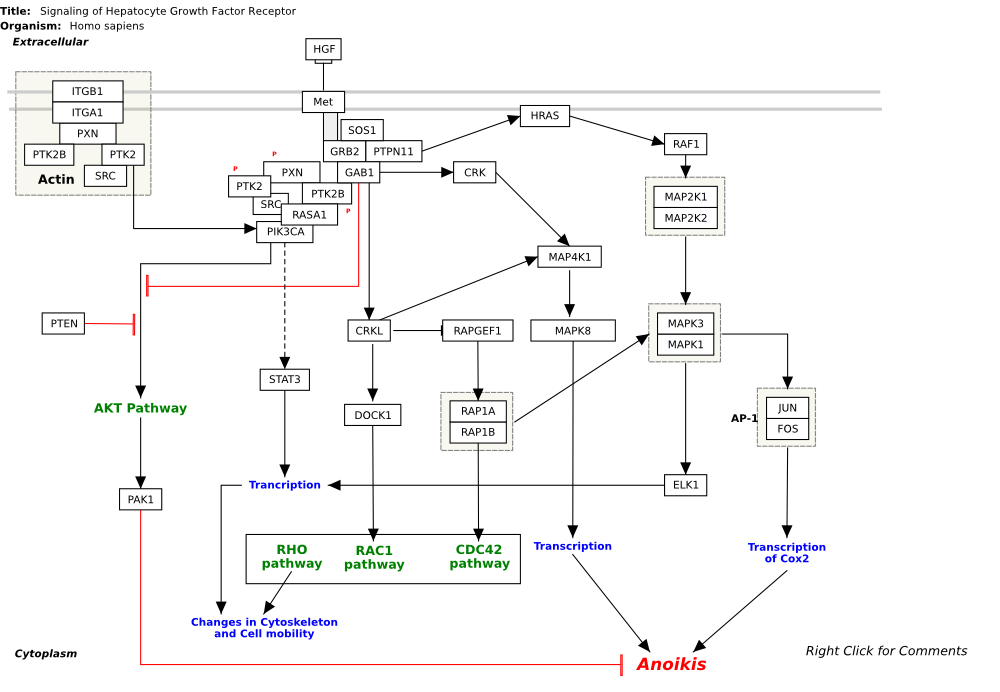 Title: Signaling of Hepatocyte Growth Factor Receptor
Organism: Homo sapiens
Extracellular
HGF
ITGB1
ITGA1
PXN
PTK2B
PTK2
SRC
Actin
Met
SOS1
GRB2
PTPN11
GAB1
HRAS
RAF1
CRK
P
P
PXN
PTK2
PTK2B
SRC
RASA1
P
PIK3CA
MAP2K1
MAP2K2
MAP4K1
PTEN
CRKL
RAPGEF1
MAPK8
MAPK3
MAPK1
STAT3
AKT Pathway
DOCK1
RAP1A
RAP1B
AP-1
JUN
FOS
PAK1
Trancription
ELK1
RHO
pathway
RAC1
pathway
CDC42
pathway
Transcription
Transcription
of Cox2
Changes in Cytoskeleton
and Cell mobility
Cytoplasm
Anoikis
Right Click for Comments